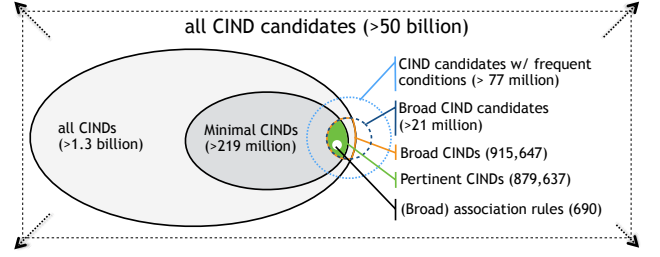 all CIND candidates (>50 billion)
CIND candidates w/ frequent
conditions (> 77 million)
Broad CIND candidates
(>21 million)
all CINDs
(>1.3 billion)
Minimal CINDs
(>219 million)
Broad CINDs (915,647)
Pertinent CINDs (879,637)
(Broad) association rules (690)